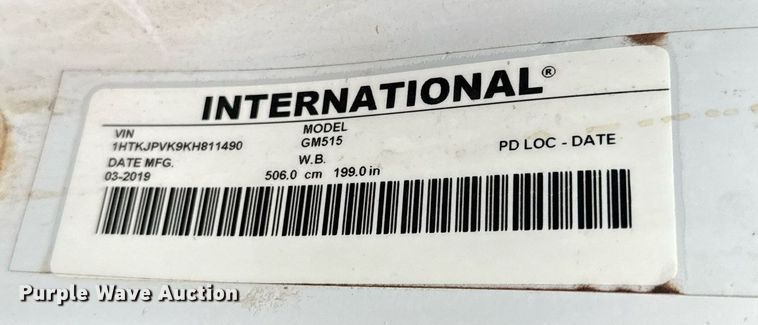 INTERNATIONAL®
VIN
1HTKJPVK9KH811490
MODEL
GM515
DATE MFG.
03-2019
W.B.
506.0 cm 199.0 in
PD LOC - DATE
Purple Wave Auction